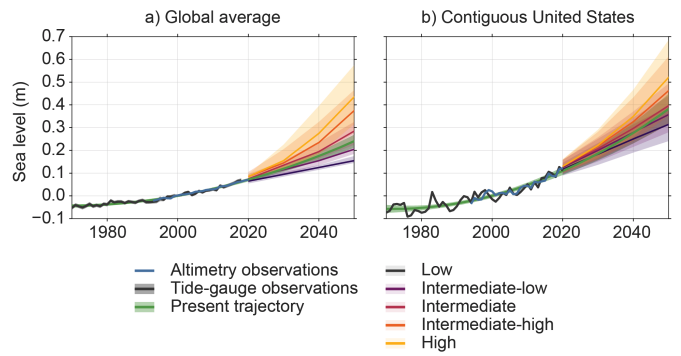 a) Global average
b) Contiguous United States
Sea level (m)
0.7
0.6
0.5
0.4
0.3
0.2
0.1
0.0
−0.1
1980
2000
2020
2040
1980
2000
2020
2040
Altimetry observations
Tide-gauge observations
Present trajectory
Low
Intermediate-low
Intermediate
Intermediate-high
High